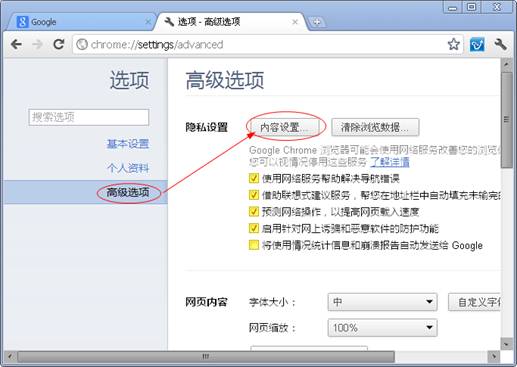 Google
选项 - 高级选项
chrome://settings/advanced
选项
搜索选项
基本设置
个人资料
高级选项
高级选项
隐私设置
内容设置...
清除浏览数据...
Google Chrome 浏览器可能会使用网络服务改善您的浏览
您可以视情况停用这些服务 了解详情
使用网络服务帮助解决导航错误
借助联想式建议服务，帮您在地址栏中自动填充未输完的
预测网络操作，以提高网页载入速度
启用针对网上诱骗和恶意软件的防护功能
将使用情况统计信息和崩溃报告自动发送给 Google
网页内容
字体大小：
中
自定义字
网页缩放：
100%